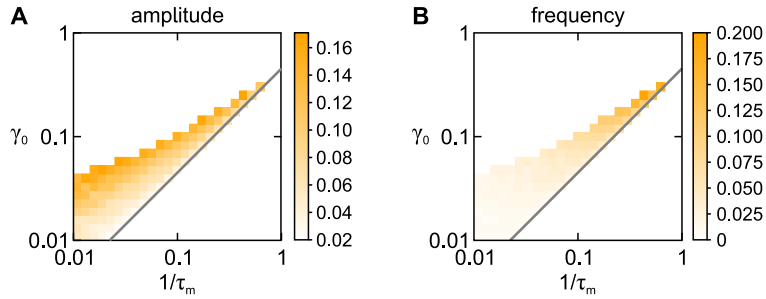 A amplitude
1
0.1
0.01
γ₀
0.01 0.1 1
1/τₘ
0.16
0.14
0.12
0.10
0.08
0.06
0.04
0.02
B frequency
1
0.1
0.01
γ₀
0.01 0.1 1
1/τₘ
0.200
0.175
0.150
0.125
0.100
0.075
0.050
0.025
0